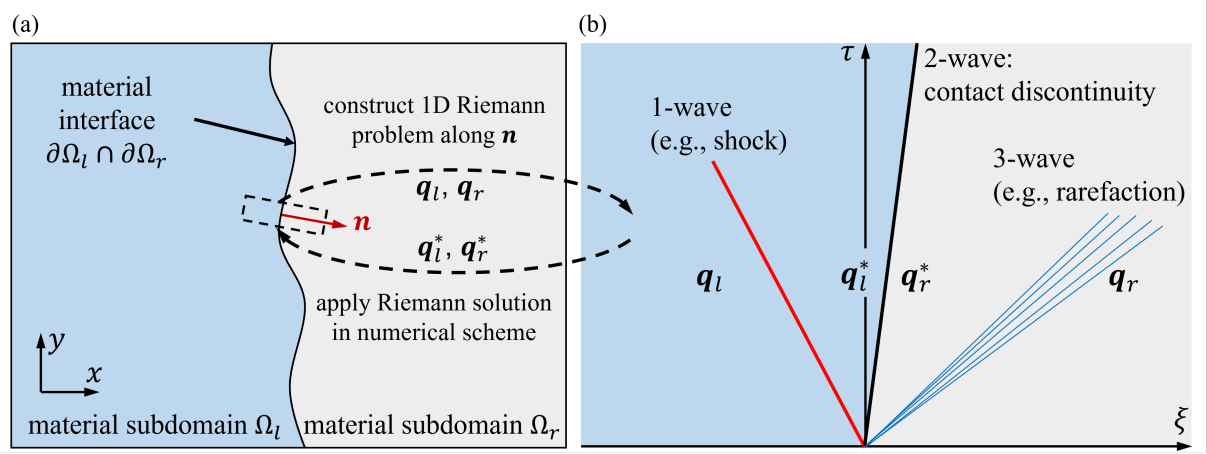 (a)
material
interface
∂Ω_l ∩ ∂Ω_r
construct 1D Riemann
problem along n
q_l, q_r
n
q_l^*, q_r^*
apply Riemann solution
in numerical scheme
y
x
material subdomain Ω_l
material subdomain Ω_r
(b)
τ
2-wave:
contact discontinuity
1-wave
(e.g., shock)
3-wave
(e.g., rarefaction)
q_l
q_l^*
q_r^*
q_r
ξ